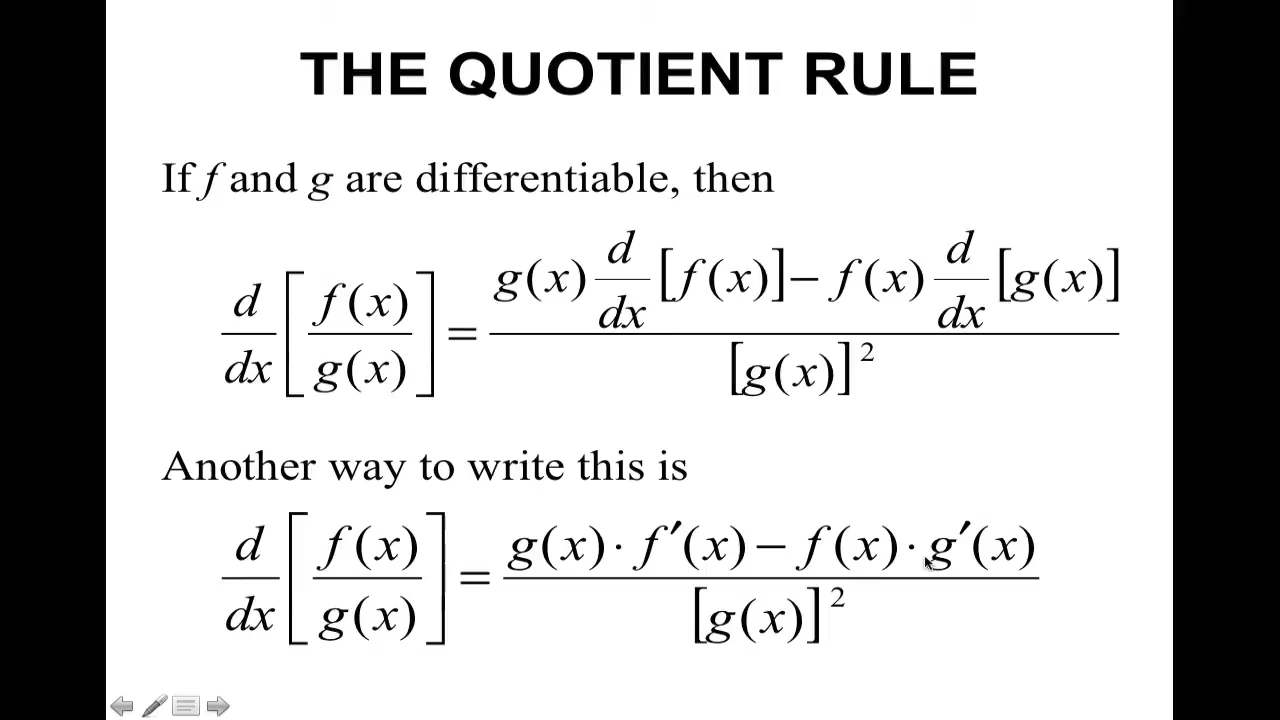 THE QUOTIENT RULE
If f and g are differentiable, then
d/dx [f(x)/g(x)] = (g(x) d/dx [f(x)] − f(x) d/dx [g(x)]) / [g(x)]²
Another way to write this is
d/dx [f(x)/g(x)] = (g(x) · f′(x) − f(x) · g′(x)) / [g(x)]²